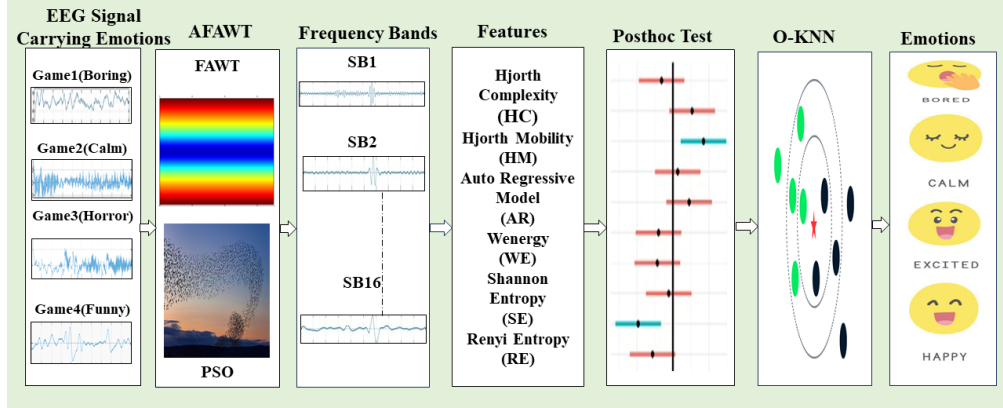 EEG Signal
Carrying Emotions
AFAWT
Frequency Bands
Features
Posthoc Test
O-KNN
Emotions
Game1(Boring)
Game2(Calm)
Game3(Horror)
Game4(Funny)
FAWT
PSO
SB1
SB2
SB16
Hjorth
Complexity
(HC)
Hjorth Mobility
(HM)
Auto Regressive
Model
(AR)
Wenergy
(WE)
Shannon
Entropy
(SE)
Renyi Entropy
(RE)
BORED
CALM
EXCITED
HAPPY